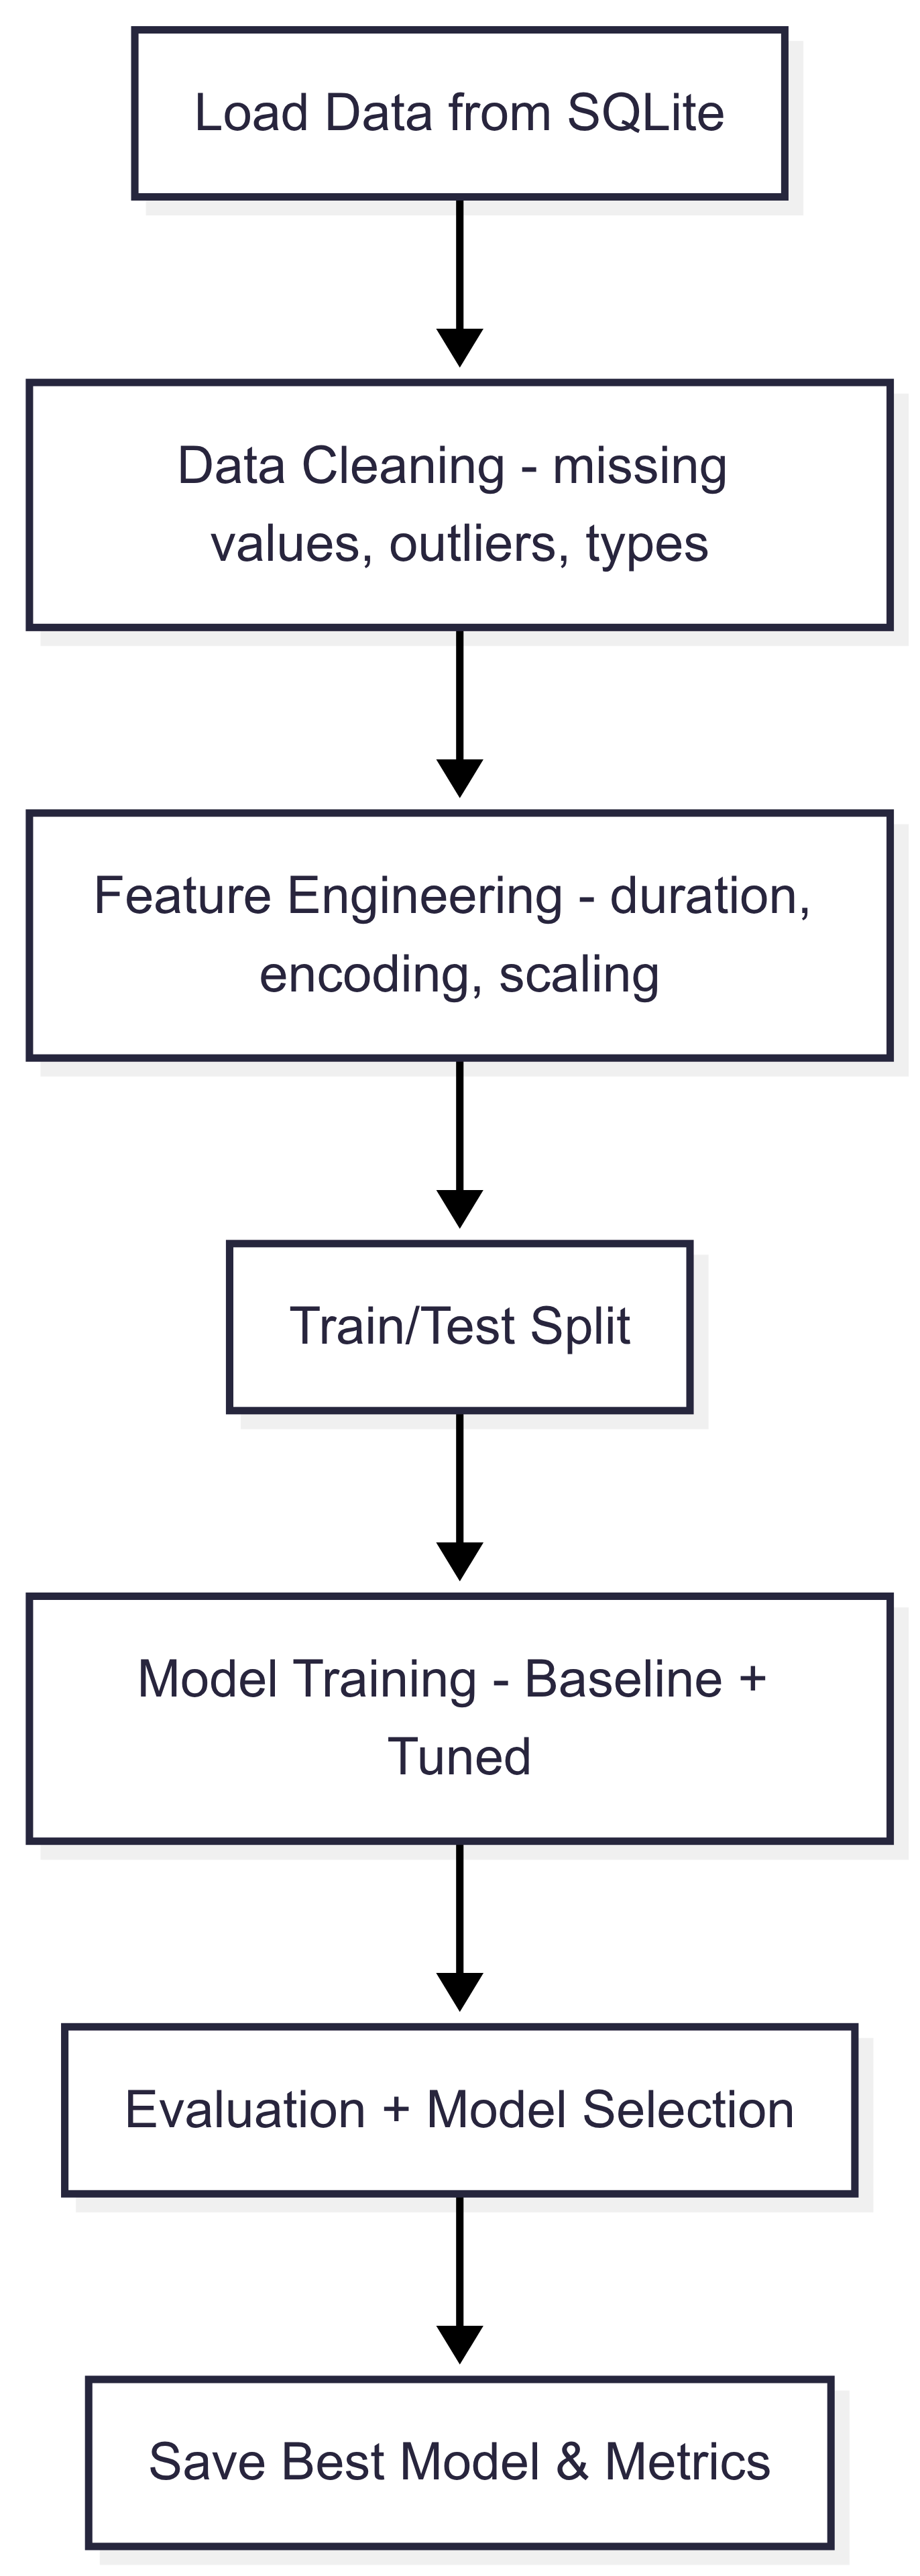 Load Data from SQLite
Data Cleaning - missing
values, outliers, types
Feature Engineering - duration,
encoding, scaling
Train/Test Split
Model Training - Baseline +
Tuned
Evaluation + Model Selection
Save Best Model & Metrics